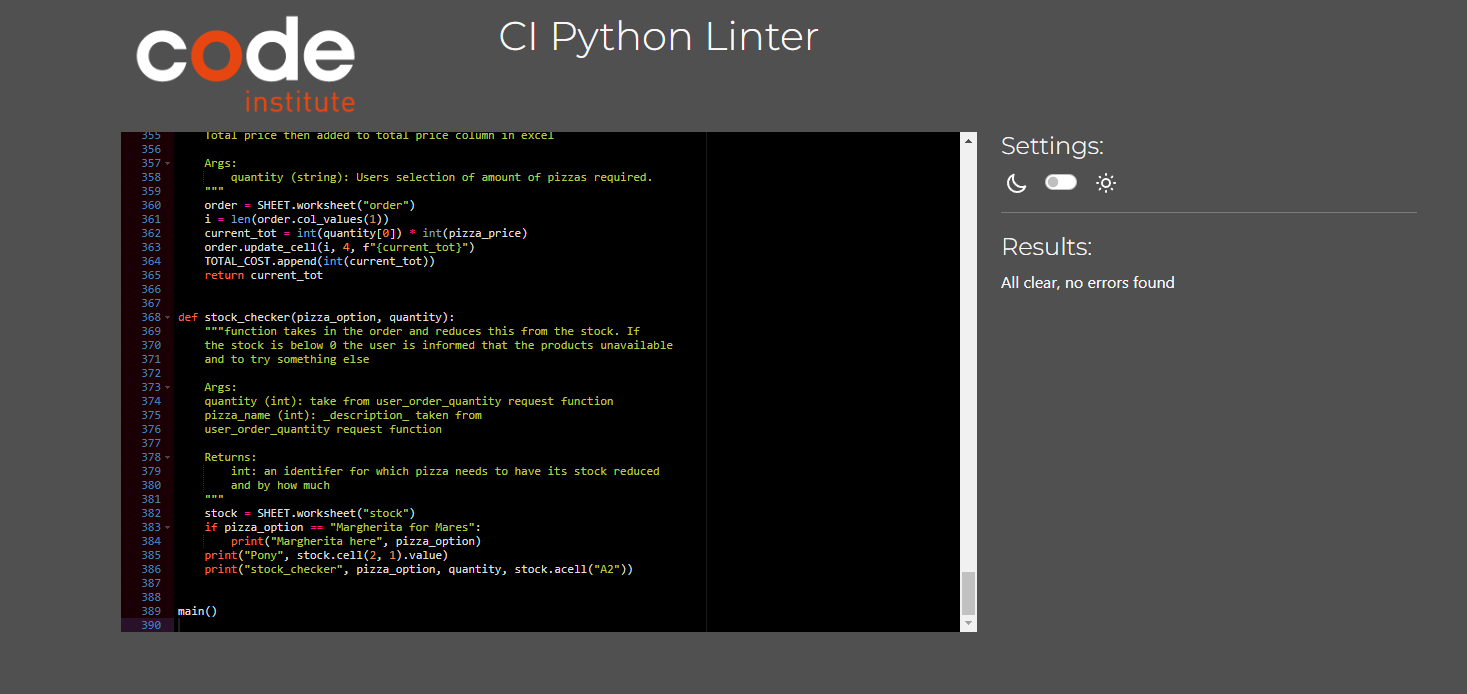 code
institute
CI Python Linter
355 Total price then added to total price column in excel
356
357 Args:
358 quantity (string): Users selection of amount of pizzas required.
359 """
360 order = SHEET.worksheet("order")
361 i = len(order.col_values(1))
362 current_tot = int(quantity[0]) * int(pizza_price)
363 order.update_cell(i, 4, f"{current_tot}")
364 TOTAL_COST.append(int(current_tot))
365 return current_tot
366
367
368 def stock_checker(pizza_option, quantity):
369 """function takes in the order and reduces this from the stock. If
370 the stock is below 0 the user is informed that the products unavailable
371 and to try something else
372
373 Args:
374 quantity (int): take from user_order_quantity request function
375 pizza_name (int): _description_ taken from
376 user_order_quantity request function
377
378 Returns:
379 int: an identifer for which pizza needs to have its stock reduced
380 and by how much
381 """
382 stock = SHEET.worksheet("stock")
383 if pizza_option == "Margherita for Mares":
384 print("Margherita here", pizza_option)
385 print("Pony", stock.cell(2, 1).value)
386 print("stock_checker", pizza_option, quantity, stock.acell("A2"))
387
388
389 main()
390
Settings:
Results:
All clear, no errors found